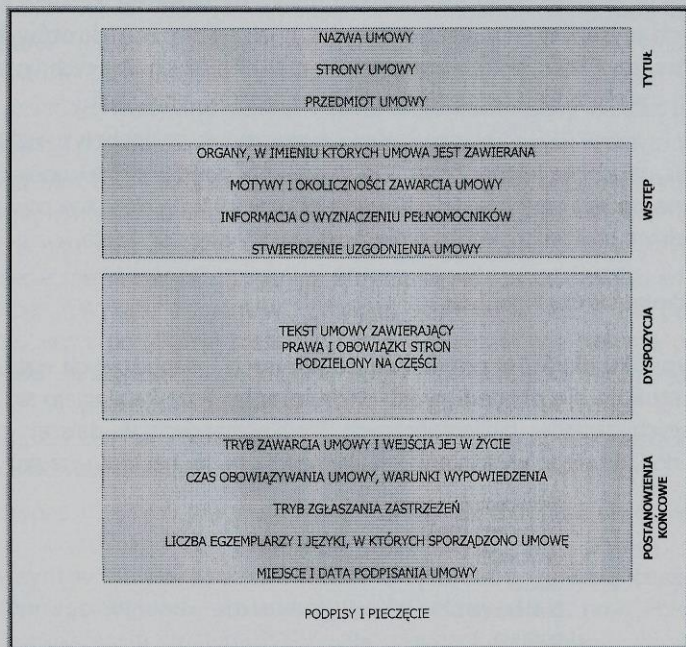 NAZWA UMOWY
STRONY UMOWY
PRZEDMIOT UMOWY
TYTUŁ
ORGANY, W IMIENIU KTÓRYCH UMOWA JEST ZAWIERANA
MOTYWY I OKOLICZNOŚCI ZAWARCIA UMOWY
INFORMACJA O WYZNACZENIU PEŁNOMOCNIKÓW
STWIERDZENIE UZGODNIENIA UMOWY
WSTĘP
TEKST UMOWY ZAWIERAJĄCY
PRAWA I OBOWIĄZKI STRON
PODZIELONY NA CZĘŚCI
DYSPOZYCJA
TRYB ZAWARCIA UMOWY I WEJŚCIA JEJ W ŻYCIE
CZAS OBOWIĄZYWANIA UMOWY, WARUNKI WYPOWIEDZENIA
TRYB ZGŁASZANIA ZASTRZEŻEŃ
LICZBA EGZEMPLARZY I JĘZYKI, W KTÓRYCH SPORZĄDZONO UMOWĘ
MIEJSCE I DATA PODPISANIA UMOWY
POSTANOWIENIA
KOŃCOWE
PODPISY I PIECZĘCIE